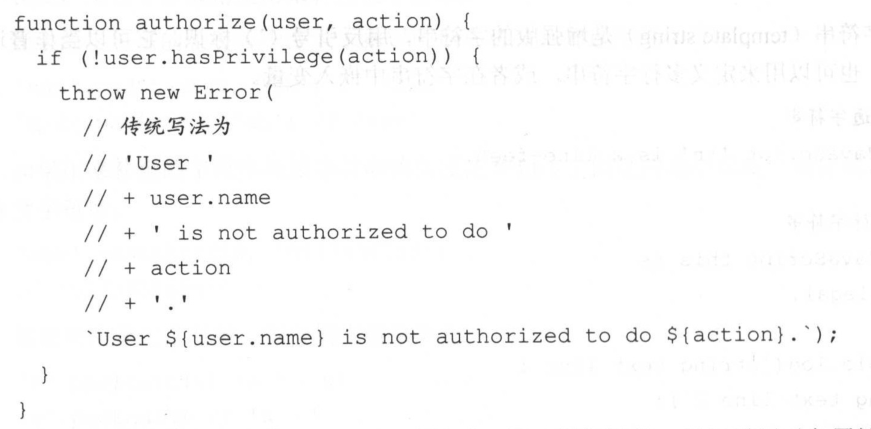 function authorize(user, action) {
  if (!user.hasPrivilege(action)) {
    throw new Error(
      // 传统写法为
      // 'User '
      // + user.name
      // + ' is not authorized to do '
      // + action
      // + '.'
      `User ${user.name} is not authorized to do ${action}.`);
  }
}